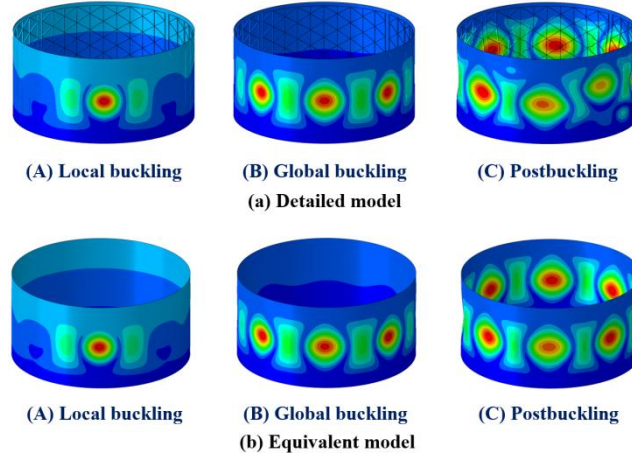 (A) Local buckling (B) Global buckling (C) Postbuckling
(a) Detailed model
(A) Local buckling (B) Global buckling (C) Postbuckling
(b) Equivalent model